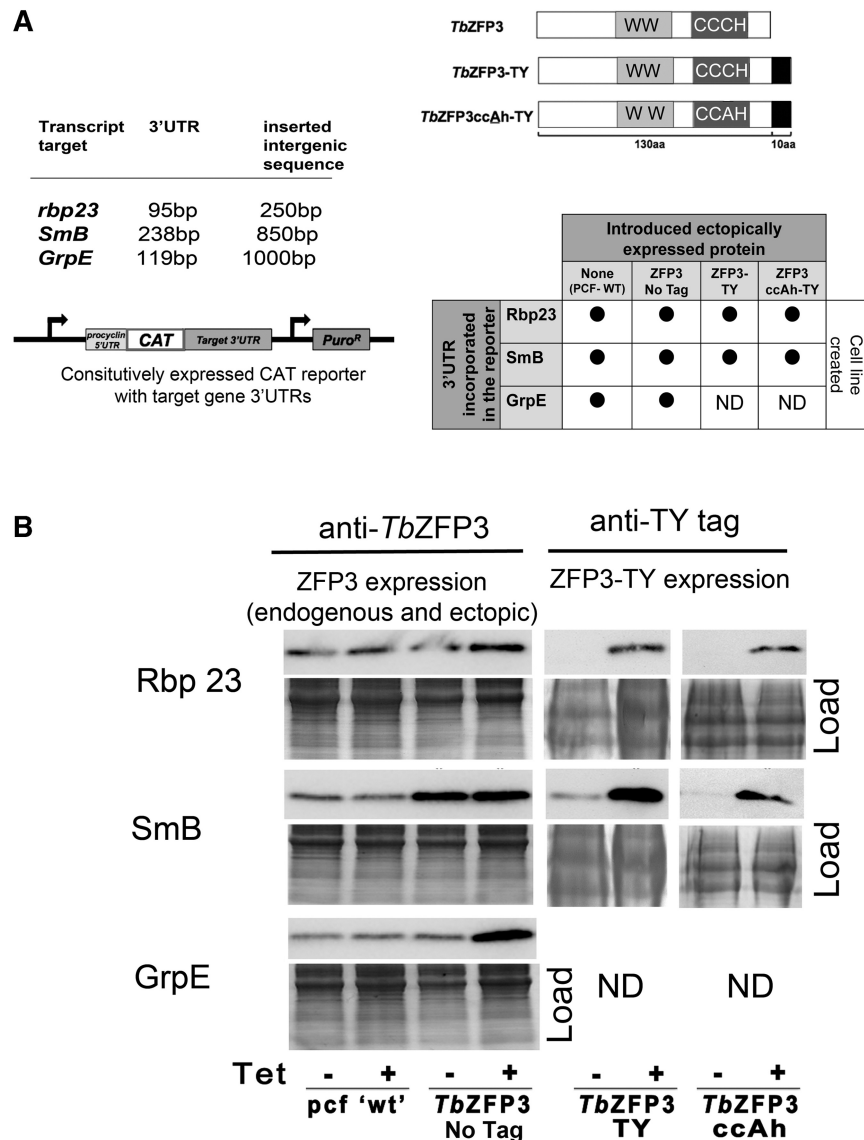 A
Transcript target
3'UTR
inserted intergenic sequence
rbp23 95bp 250bp
SmB 238bp 850bp
GrpE 119bp 1000bp
procyclin 5'UTR
CAT
Target 3'UTR
PuroR
Consitutively expressed CAT reporter
with target gene 3'UTRs
TbZFP3
WW
CCCH
TbZFP3-TY
WW
CCCH
TbZFP3ccAh-TY
W W
CCAH
130aa
10aa
Introduced ectopically
expressed protein
None (PCF- WT)
ZFP3 No Tag
ZFP3-TY
ZFP3 ccAh-TY
3'UTR incorporated in the reporter
Rbp23
SmB
GrpE
ND
ND
Cell line created
B
anti-TbZFP3
anti-TY tag
ZFP3 expression
(endogenous and ectopic)
ZFP3-TY expression
Rbp 23
Load
SmB
Load
GrpE
Load
ND
ND
Tet - + - + - + - +
pcf 'wt'
TbZFP3
No Tag
TbZFP3
TY
TbZFP3
ccAh